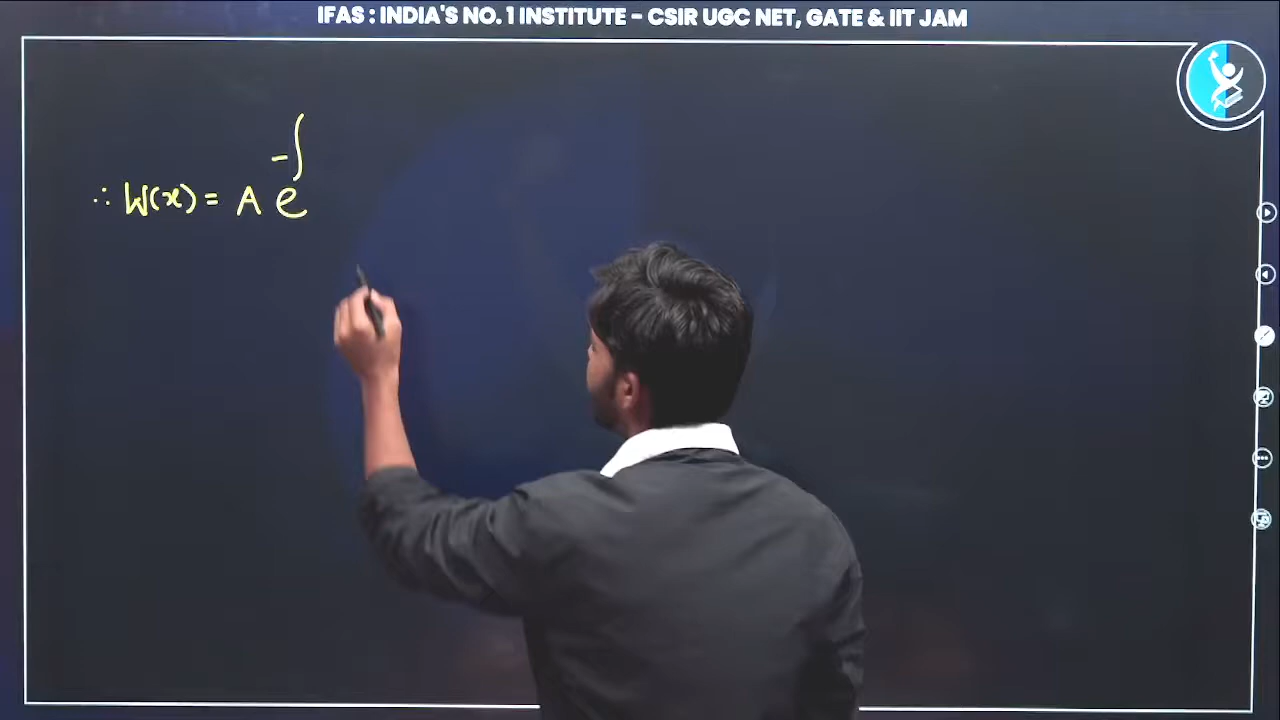 IFAS : INDIA'S NO. 1 INSTITUTE - CSIR UGC NET, GATE & IIT JAM
∴ W(x) = A e^{-∫